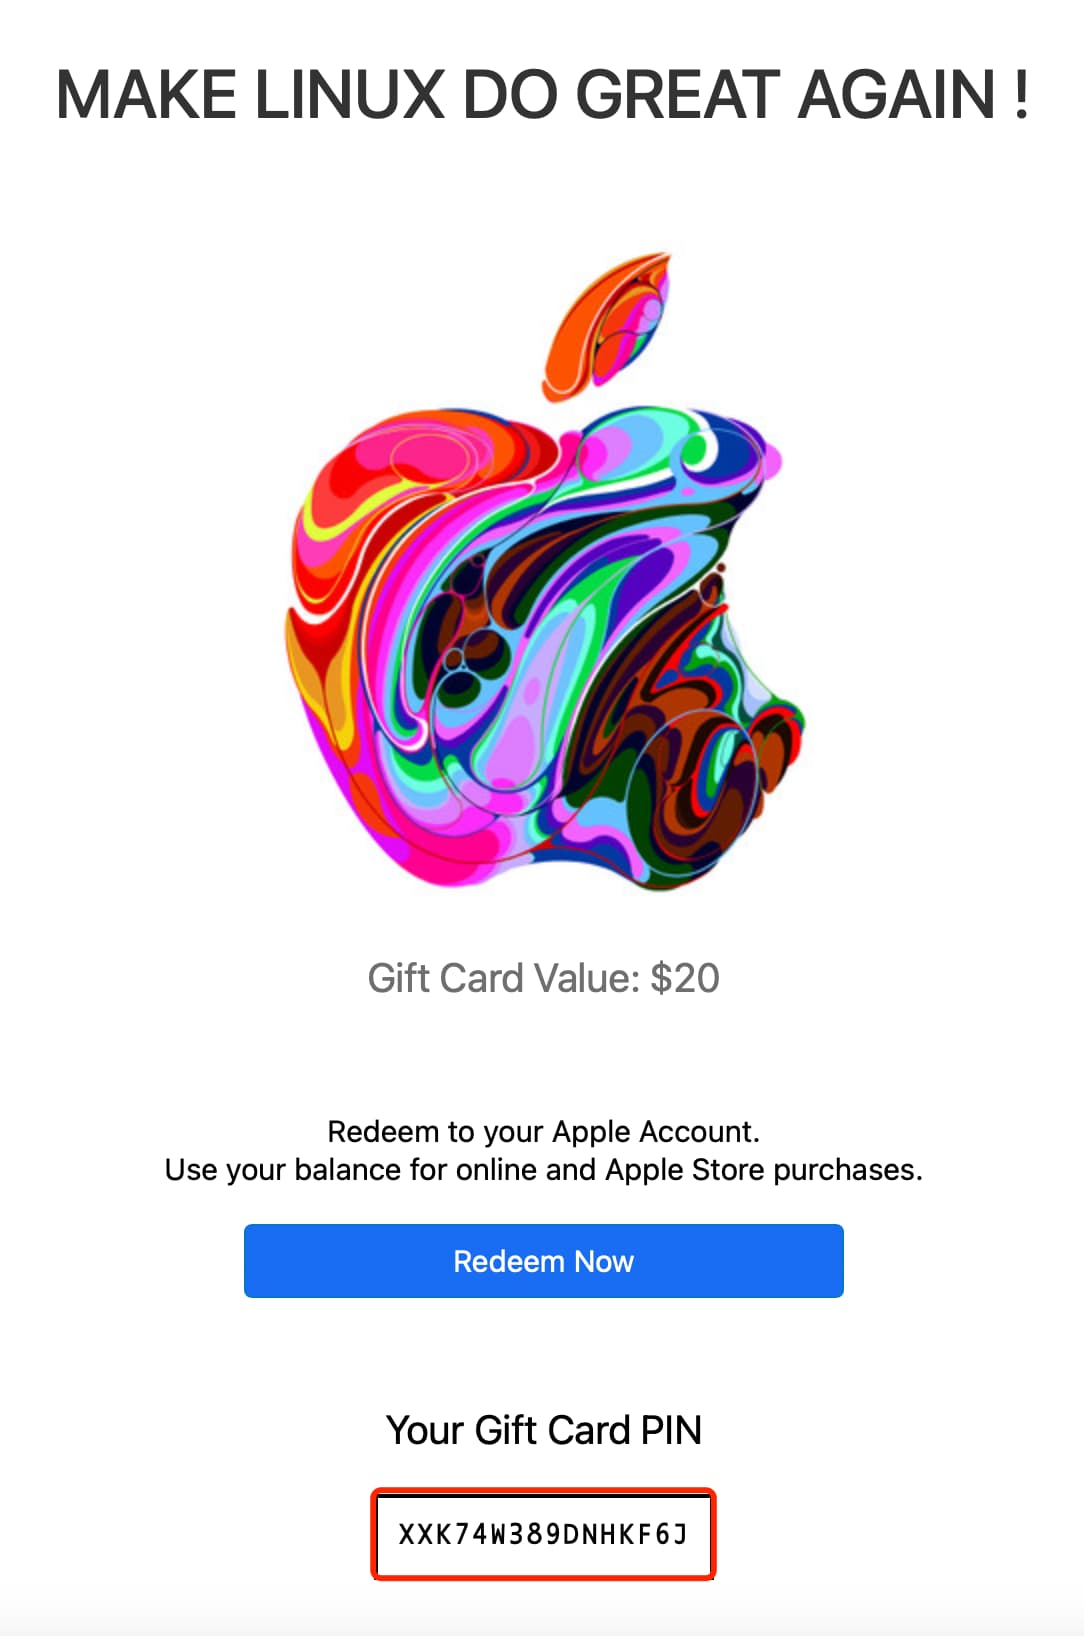 MAKE LINUX DO GREAT AGAIN !
Gift Card Value: $20
Redeem to your Apple Account.
Use your balance for online and Apple Store purchases.
Redeem Now
Your Gift Card PIN
XXK74W389DNHKF6J